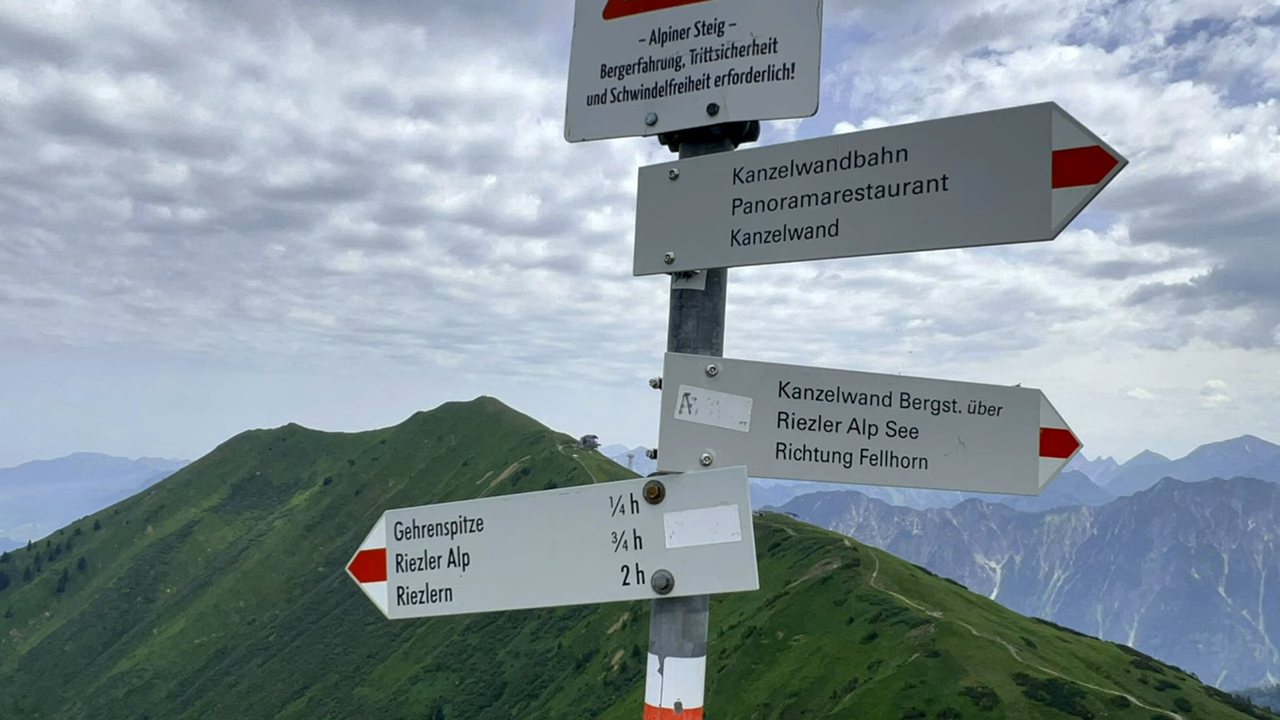 – Alpiner Steig –
Bergerfahrung, Trittsicherheit
und Schwindelfreiheit erforderlich!
Kanzelwandbahn
Panoramarestaurant
Kanzelwand
Kanzelwand Bergst. über
Riezler Alp See
Richtung Fellhorn
Gehrenspitze ¼ h
Riezler Alp ¾ h
Riezlern 2 h